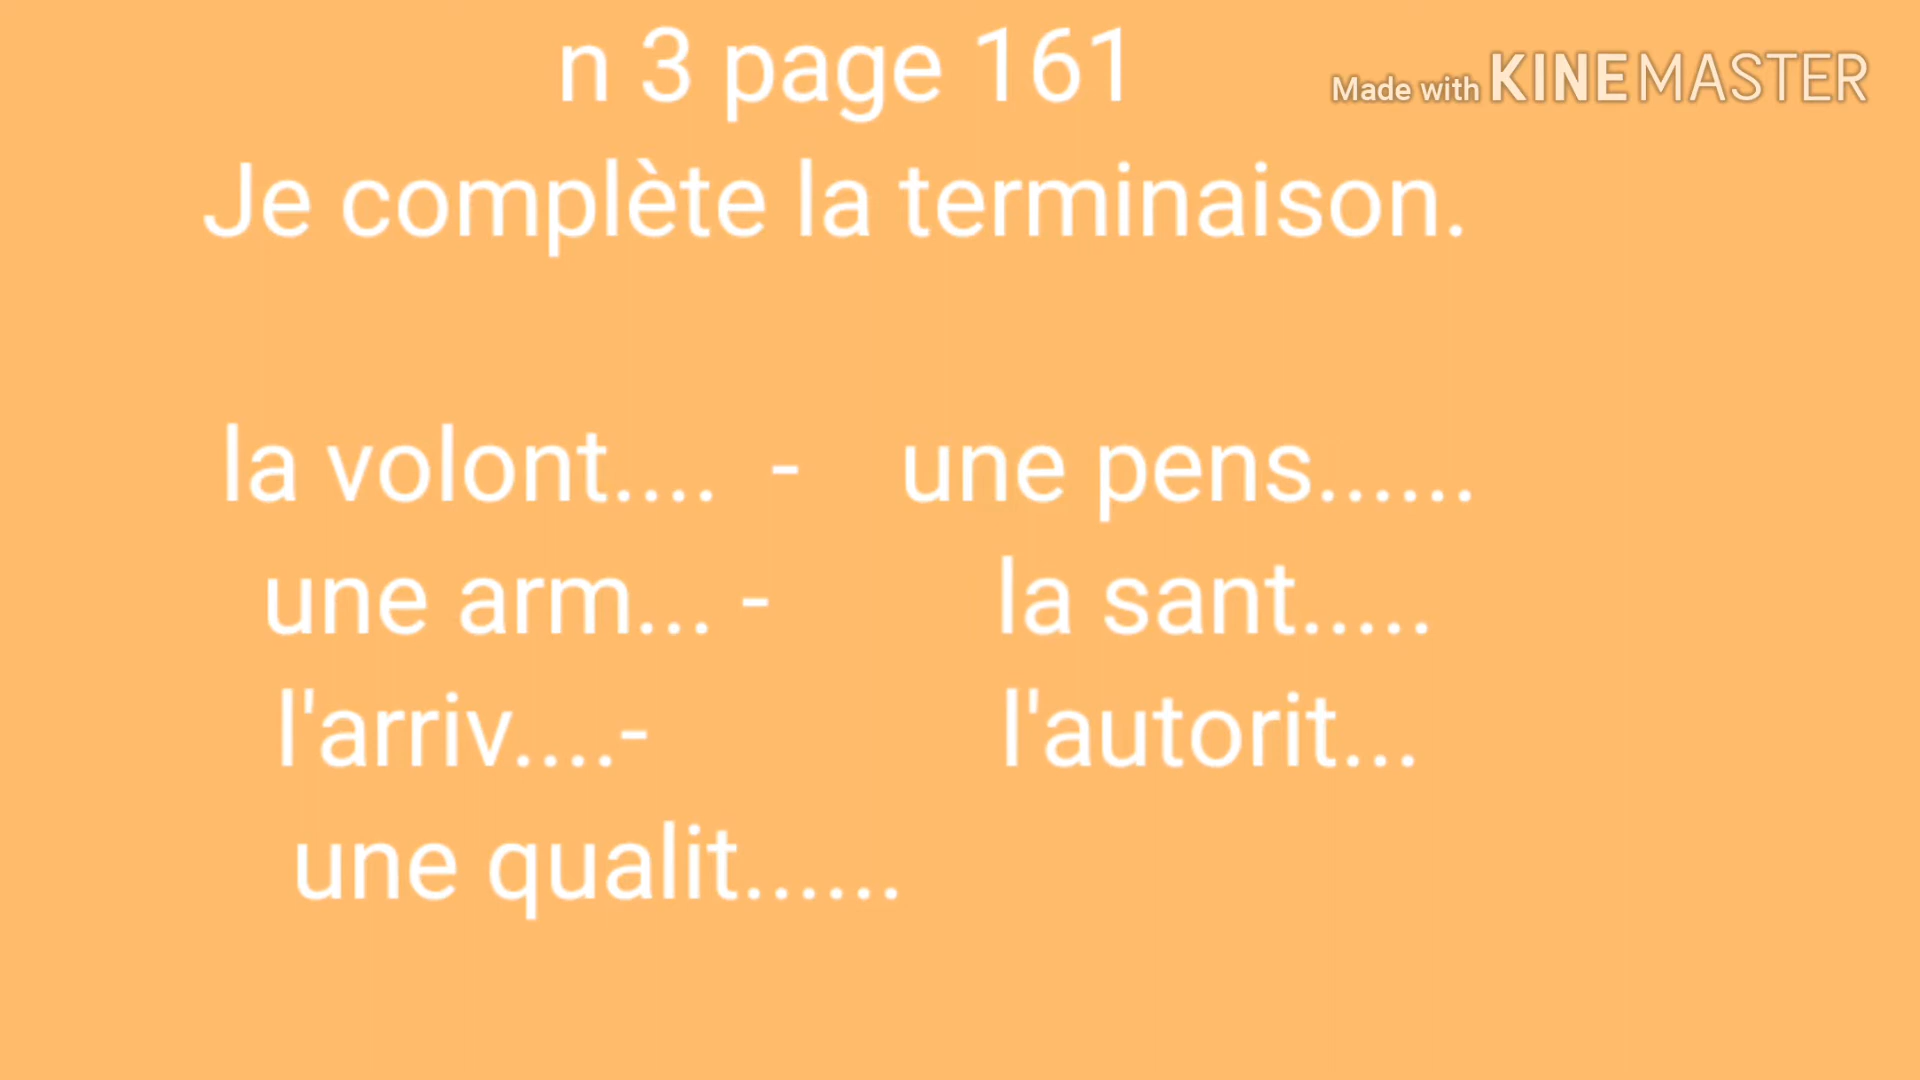 n 3 page 161
Made with KINEMASTER
Je complète la terminaison.
la volont.... - une pens......
une arm... - la sant.....
l'arriv....- l'autorit...
une qualit......